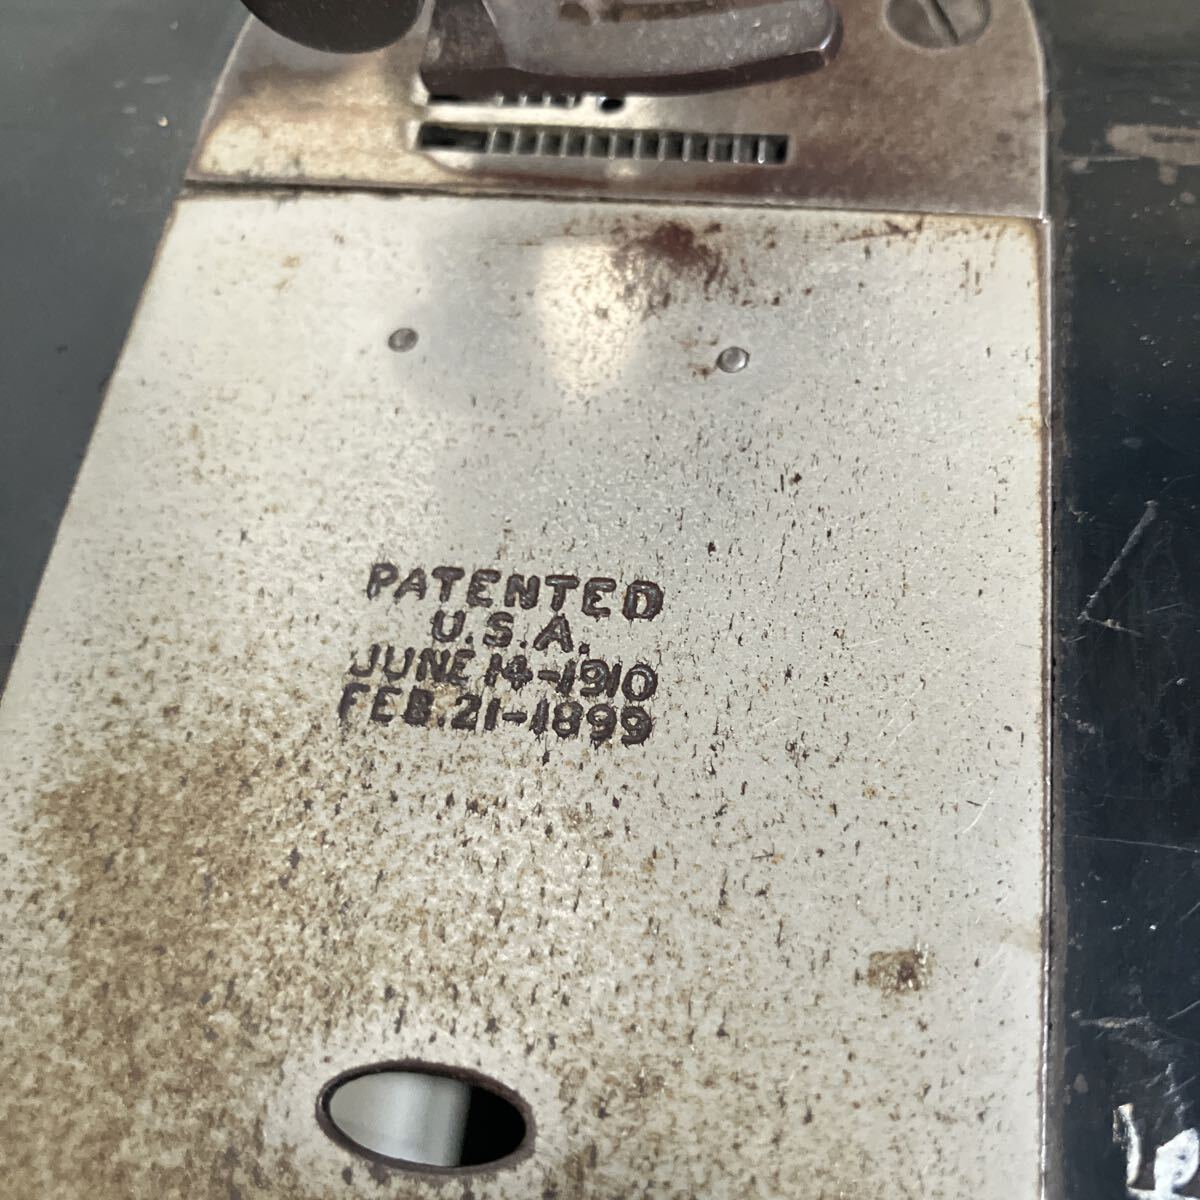 PATENTED
U.S.A.
JUNE 14-1910
FEB.21-1899